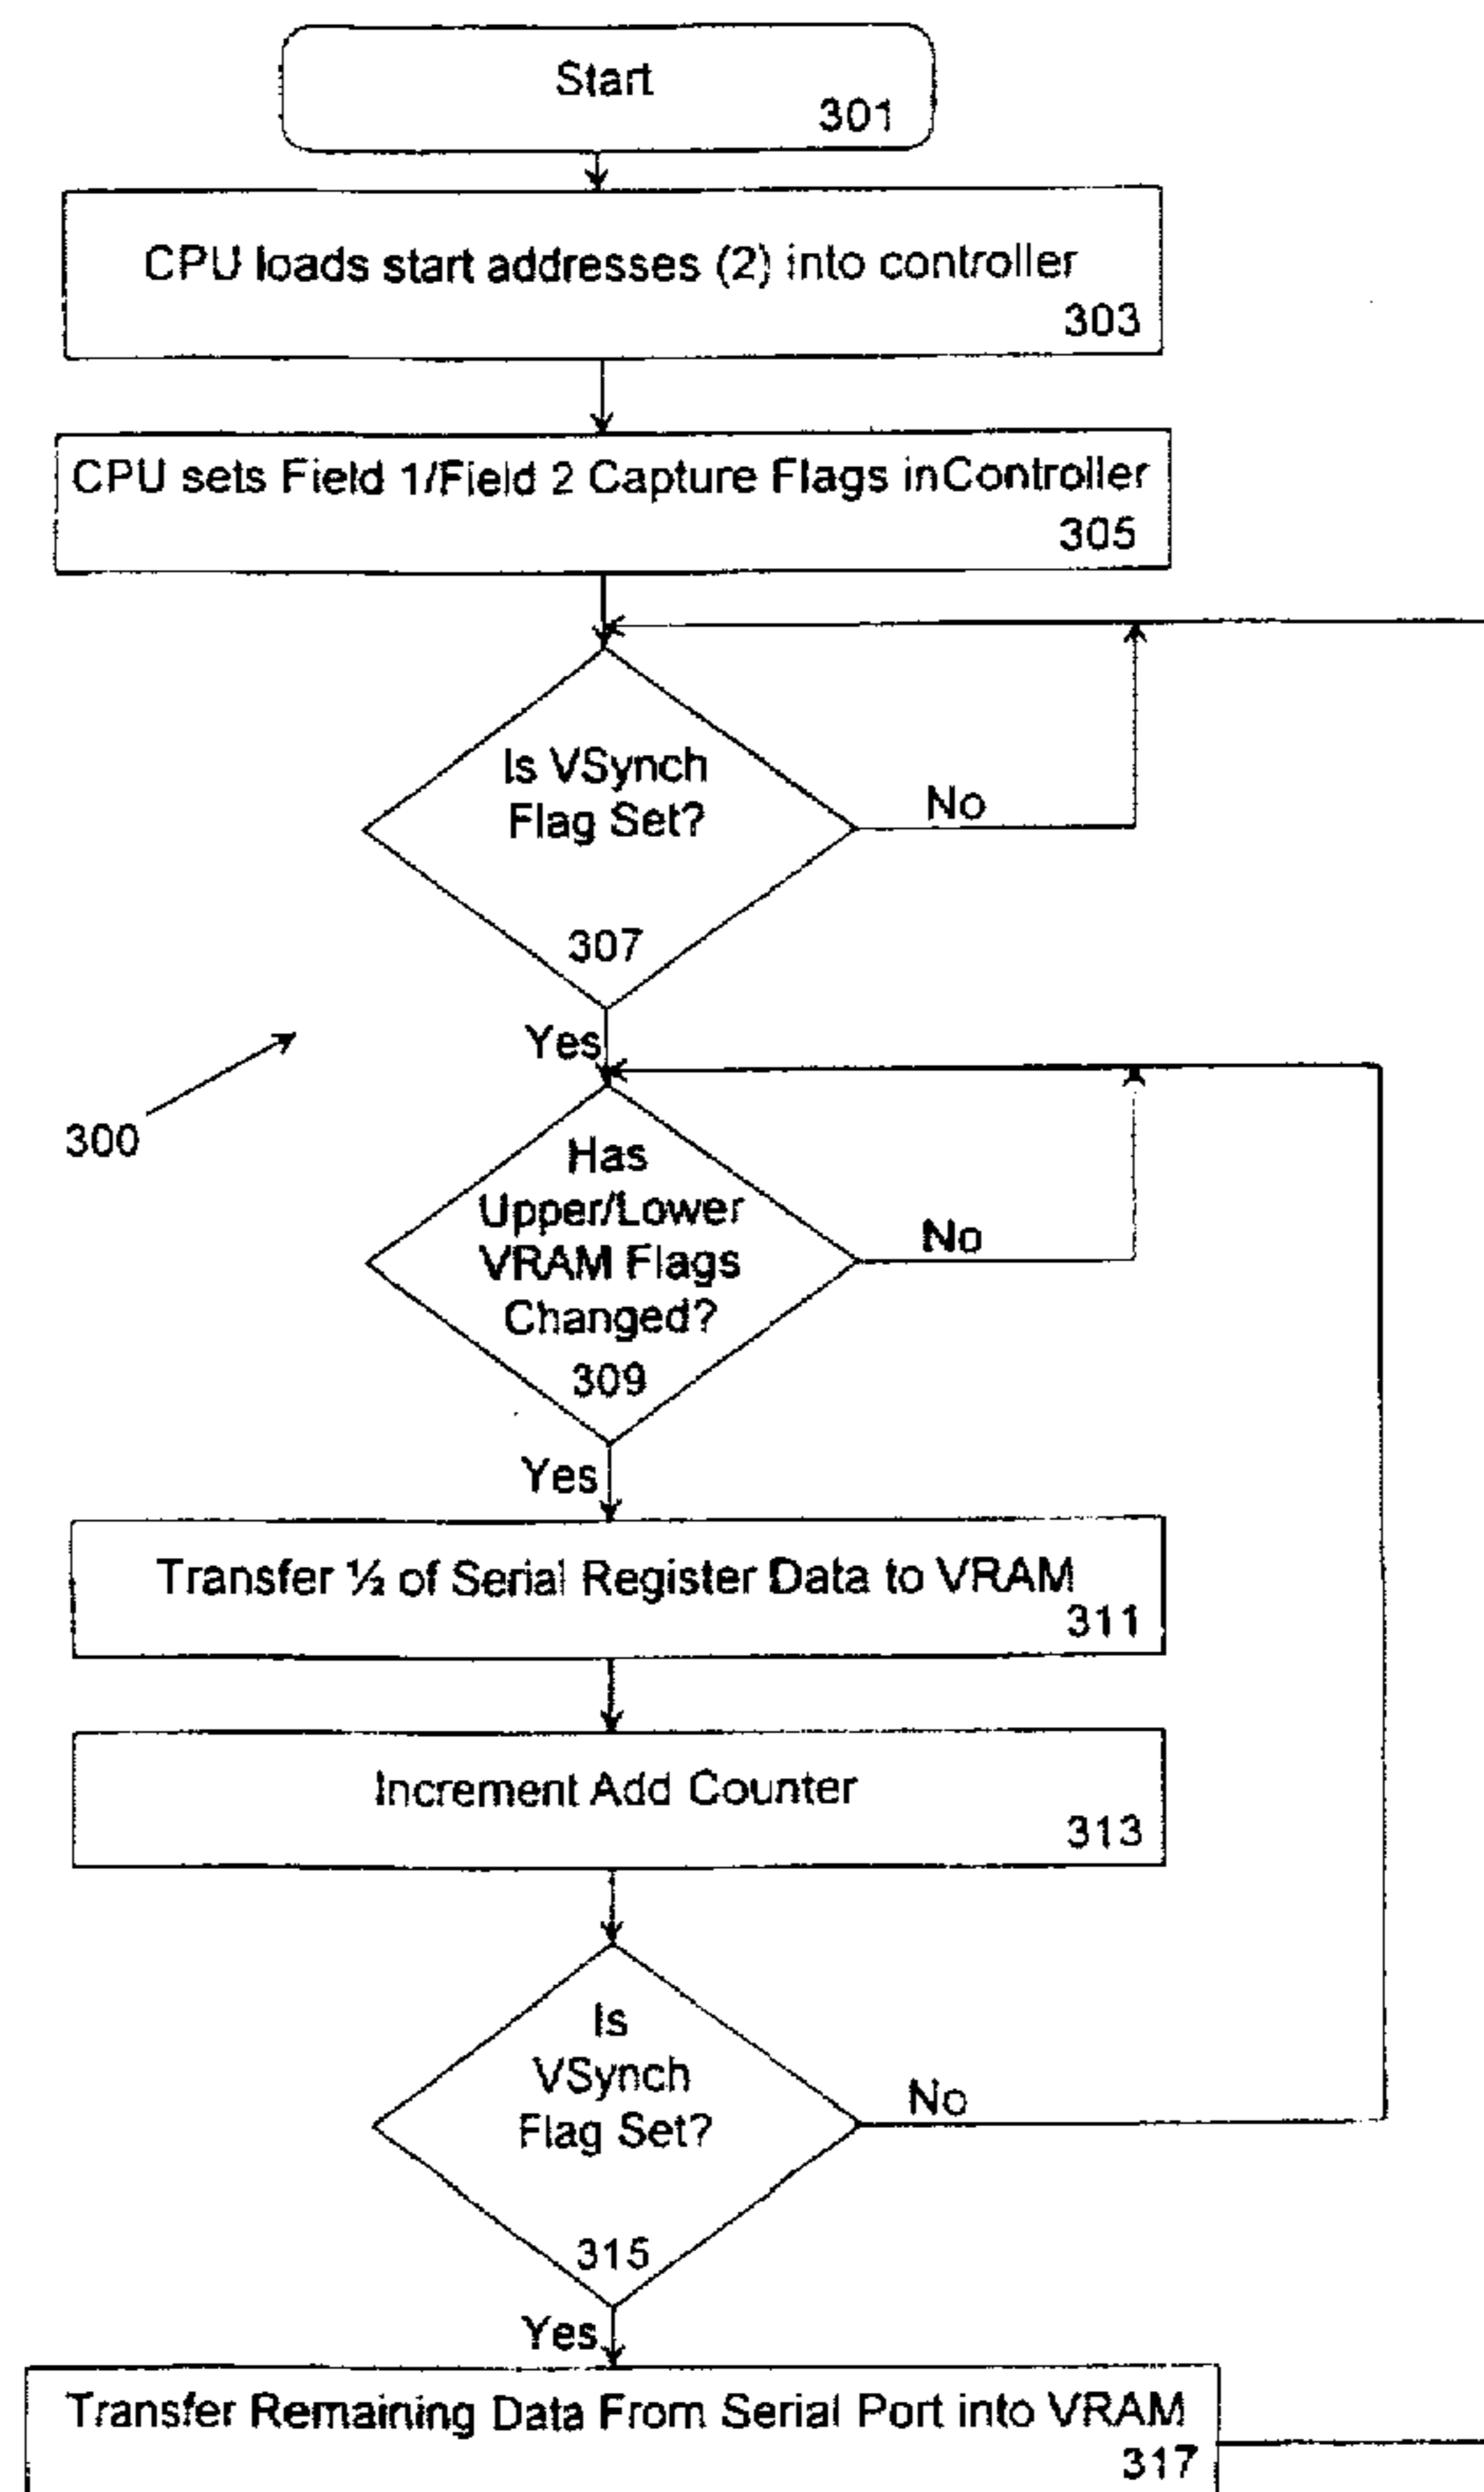 Start
301
CPU loads start addresses (2) into controller
303
CPU sets Field 1/Field 2 Capture Flags inController
305
Is VSynch
Flag Set?
No
307
Yes
300
Has
Upper/Lower
VRAM Flags
Changed?
No
309
Yes
Transfer ½ of Serial Register Data to VRAM
311
Increment Add Counter
313
Is
VSynch
Flag Set?
No
315
Yes
Transfer Remaining Data From Serial Port into VRAM
317